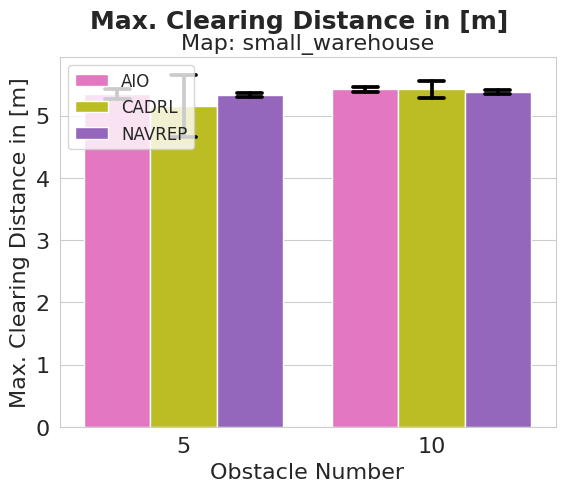 Max. Clearing Distance in [m]
Map: small_warehouse
Max. Clearing Distance in [m]
AIO
CADRL
NAVREP
5
4
3
2
1
0
5
10
Obstacle Number